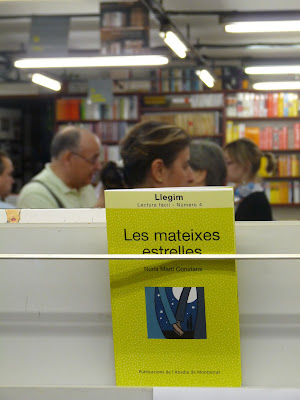 Llegim
Lectura fàcil - Número 4
Les mateixes
estrelles
Núria Martí Constans
Publicacions de l'Abadia de Montserrat